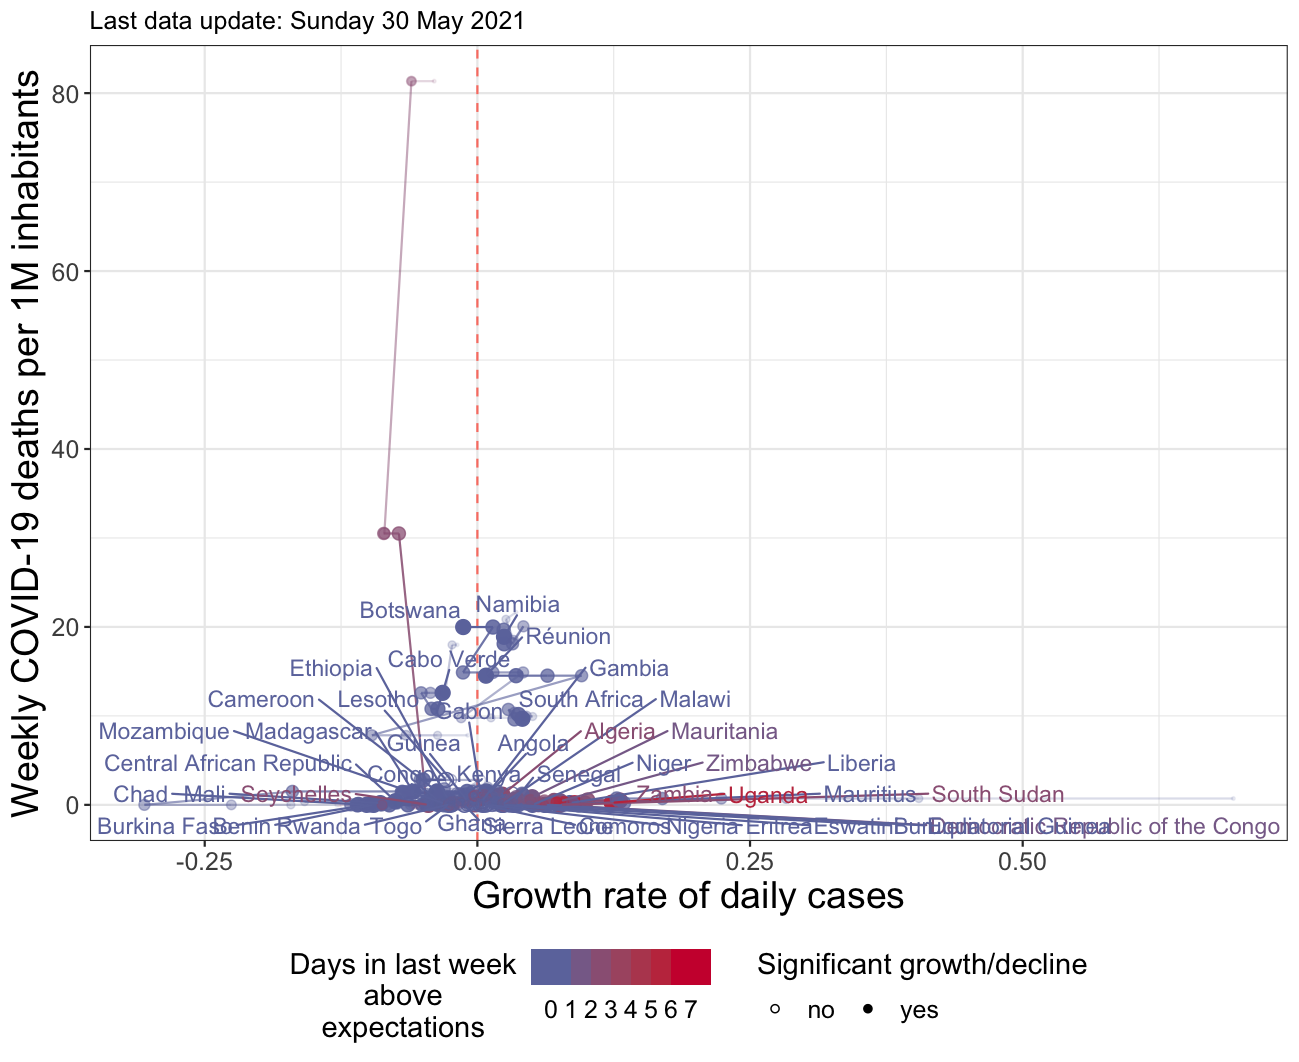 Last data update: Sunday 30 May 2021
Weekly COVID-19 deaths per 1M inhabitants
80
60
40
20
0
Botswana
Namibia
Réunion
Ethiopia
Cabo Verde
Gambia
Cameroon
Lesotho
Gabon
South Africa
Malawi
Mozambique
Madagascar
Guinea
Angola
Algeria
Mauritania
Central African Republic
Congo
Kenya
Senegal
Niger
Zimbabwe
Liberia
Chad
Mali
Seychelles
Zambia
Uganda
Mauritius
South Sudan
Burkina Faso
Benin
Rwanda
Togo
Ghana
Sierra Leone
Comoros
Nigeria
Eritrea
Eswatini
Burundi
Equatorial Guinea
Democratic Republic of the Congo
-0.25
0.00
0.25
0.50
Growth rate of daily cases
Days in last week
above
expectations
0 1 2 3 4 5 6 7
Significant growth/decline
no
yes